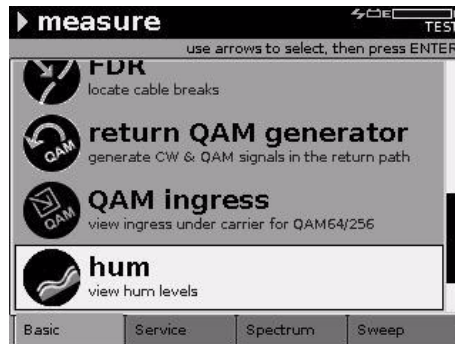 measure
TEST
use arrows to select, then press ENTER
FDR
locate cable breaks
QAM
return QAM generator
generate CW & QAM signals in the return path
QAM
QAM ingress
view ingress under carrier for QAM64/256
hum
view hum levels
Basic
Service
Spectrum
Sweep